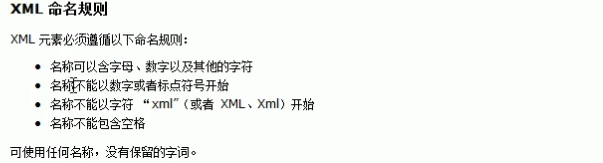 XML 命名规则
XML 元素必须遵循以下命名规则：
• 名称可以含字母、数字以及其他的字符
• 名称不能以数字或者标点符号开始
• 名称不能以字符 “xml”（或者 XML、Xml）开始
• 名称不能包含空格
可使用任何名称，没有保留的字词。